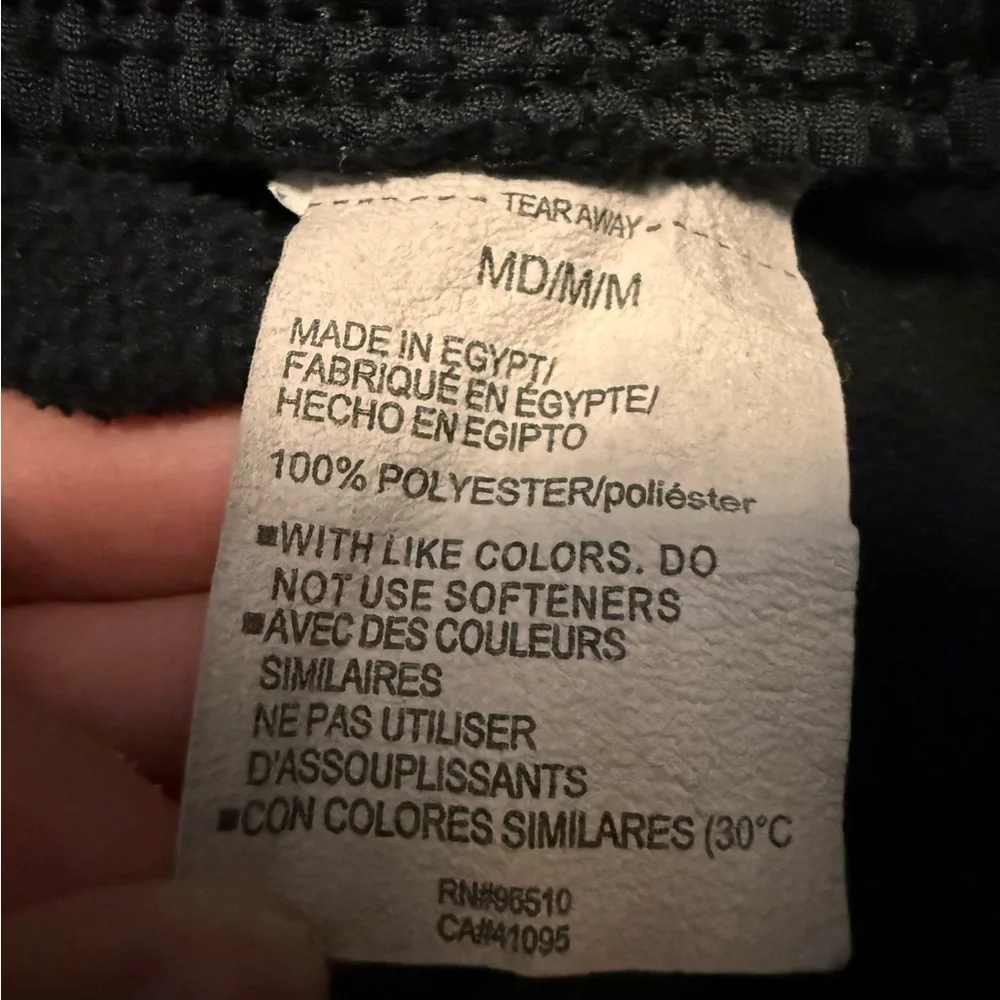 TEAR AWAY
MD/M/M
MADE IN EGYPT/
FABRIQUÉ EN ÉGYPTE/
HECHO EN EGIPTO
100% POLYESTER/poliéster
■WITH LIKE COLORS. DO
NOT USE SOFTENERS
■AVEC DES COULEURS
SIMILAIRES
NE PAS UTILISER
D'ASSOUPLISSANTS
■CON COLORES SIMILARES (30°C
RN#96510
CA#41095